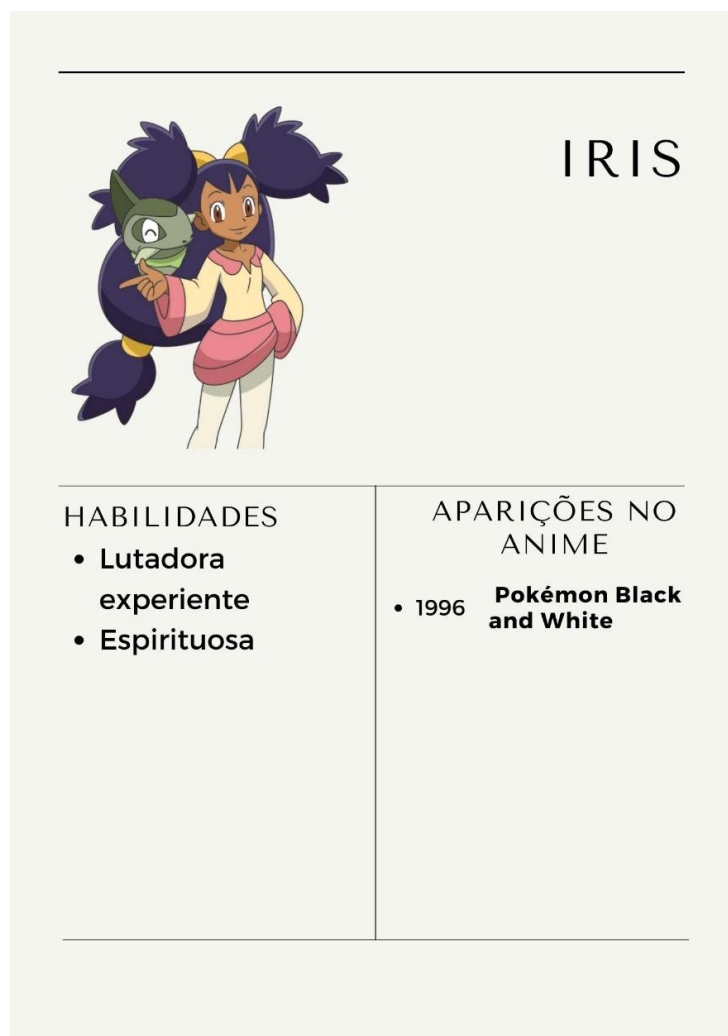 IRIS
HABILIDADES
• Lutadora
experiente
• Espirituosa
APARIÇÕES NO
ANIME
• 1996 Pokémon Black
and White